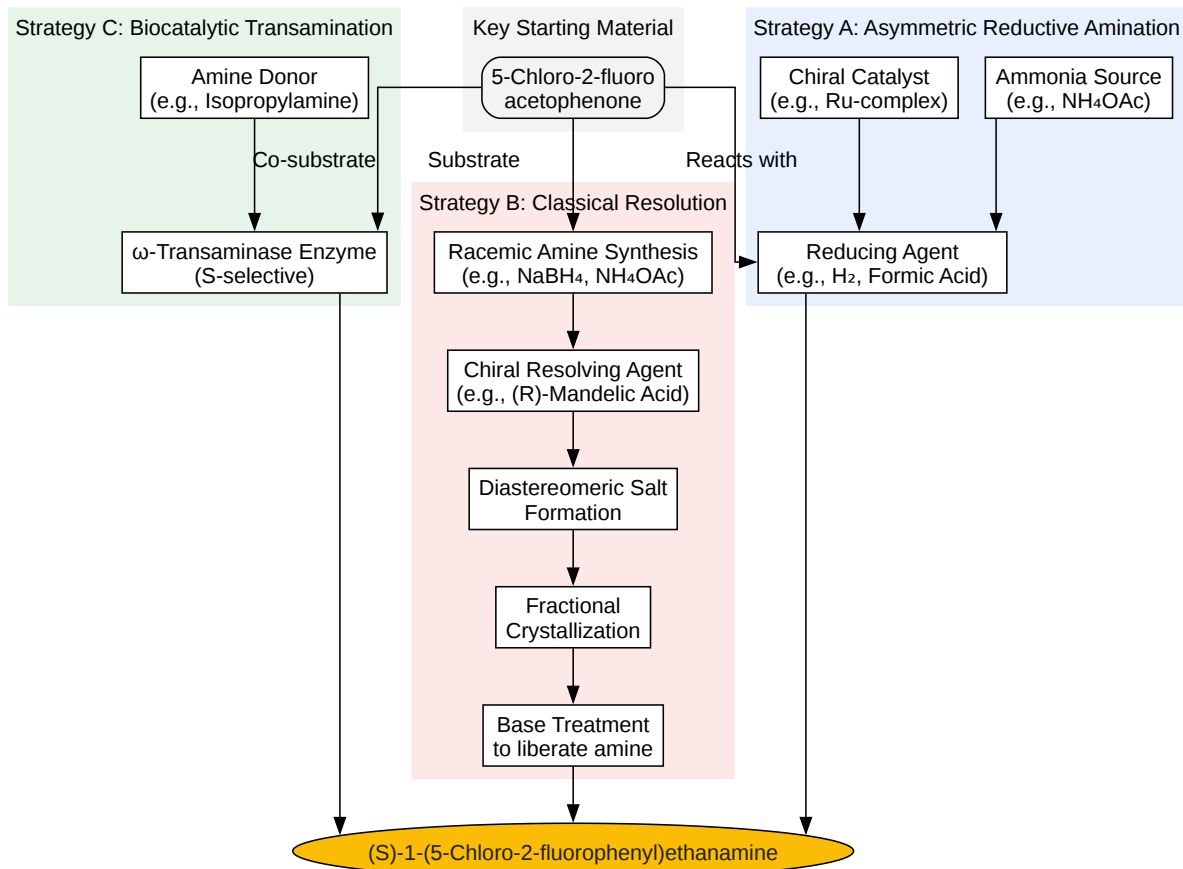 Strategy C: Biocatalytic Transamination
Key Starting Material
Strategy A: Asymmetric Reductive Amination
Amine Donor
(e.g., Isopropylamine)
5-Chloro-2-fluoro
acetophenone
Chiral Catalyst
(e.g., Ru-complex)
Ammonia Source
(e.g., NH₄OAc)
Co-substrate
Substrate
Reacts with
Strategy B: Classical Resolution
ω-Transaminase Enzyme
(S-selective)
Racemic Amine Synthesis
(e.g., NaBH₄, NH₄OAc)
Reducing Agent
(e.g., H₂, Formic Acid)
Chiral Resolving Agent
(e.g., (R)-Mandelic Acid)
Diastereomeric Salt
Formation
Fractional
Crystallization
Base Treatment
to liberate amine
(S)-1-(5-Chloro-2-fluorophenyl)ethanamine